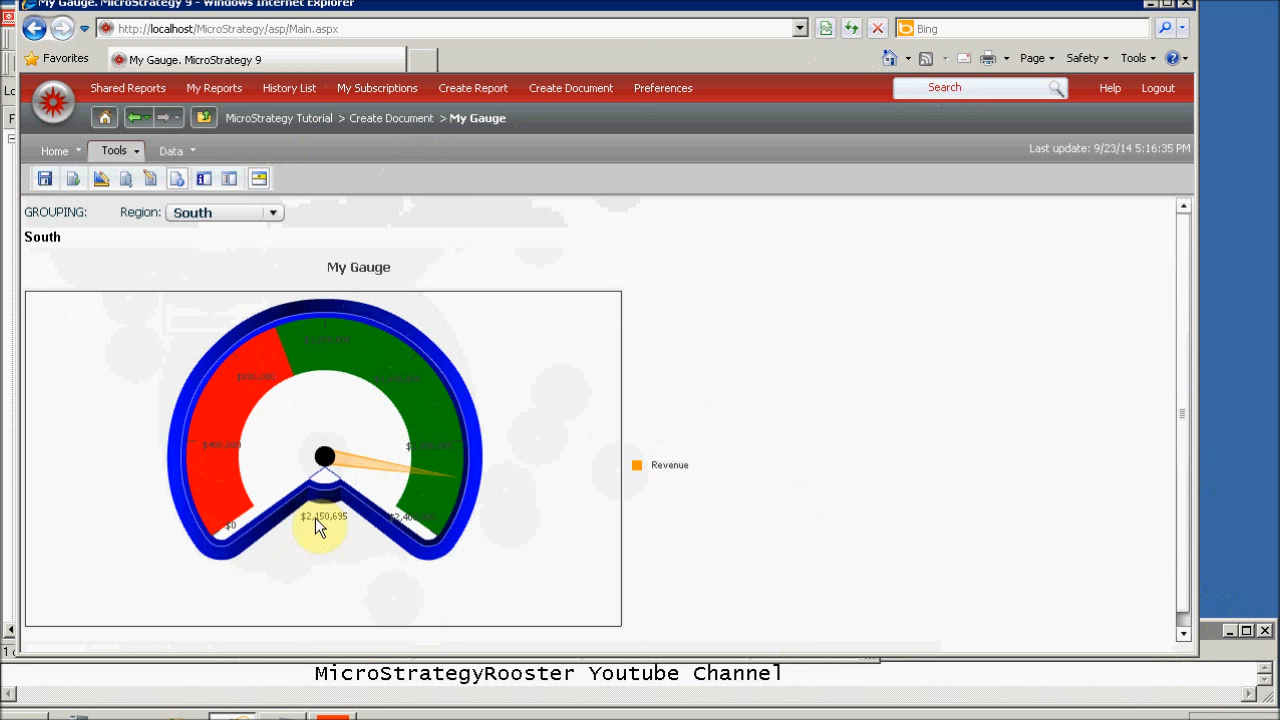 My Gauge. MicroStrategy 9 - Windows Internet Explorer
http://localhost/MicroStrategy/asp/Main.aspx
Bing
Favorites
My Gauge. MicroStrategy 9
Page
Safety
Tools
Shared Reports
My Reports
History List
My Subscriptions
Create Report
Create Document
Preferences
Search
Help
Logout
MicroStrategy Tutorial > Create Document > My Gauge
Home
Tools
Data
Last update: 9/23/14 5:16:35 PM
GROUPING:
Region:
South
South
My Gauge
$400,000
Revenue
$0
$2,150,695
MicroStrategyRooster Youtube Channel